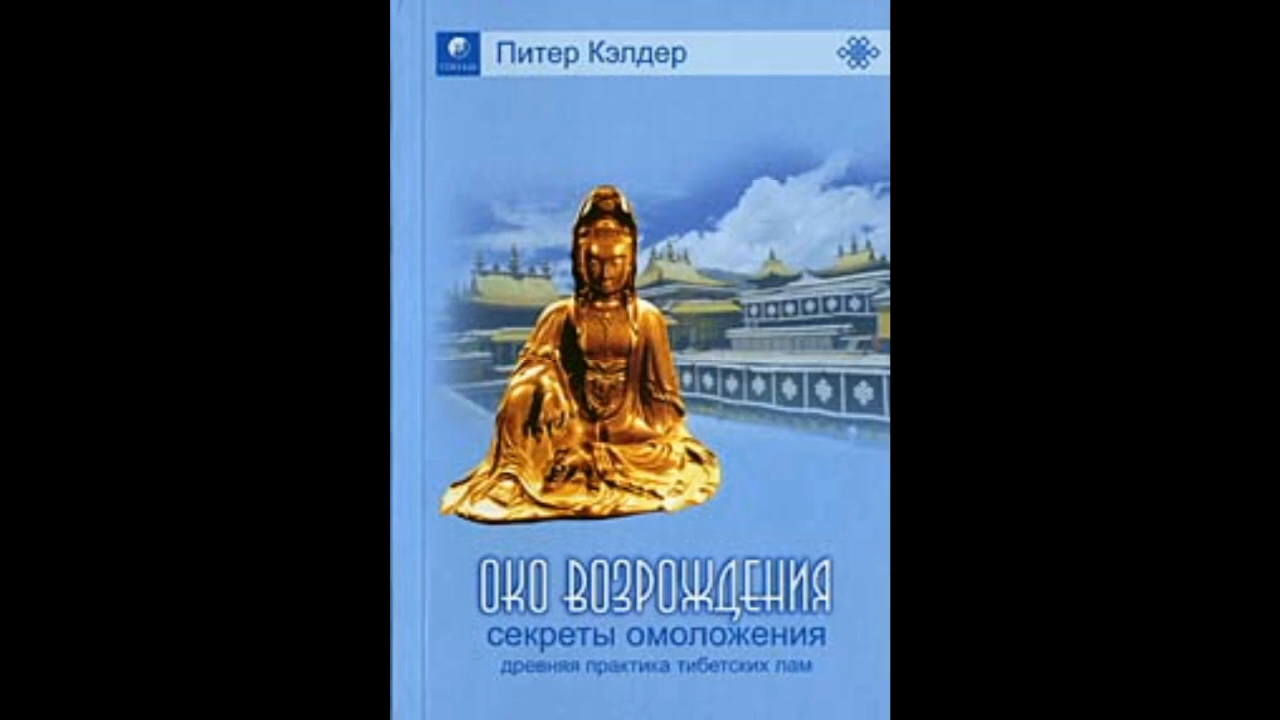 Питер Кэлдер
ОКО ВОЗРОЖДЕНИЯ
секреты омоложения
древняя практика тибетских лам